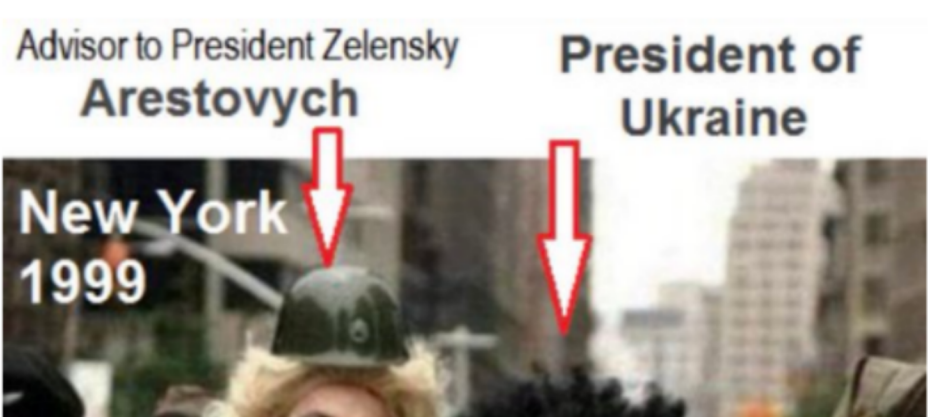 Advisor to President Zelensky
Arestovych
President of
Ukraine
New York
1999